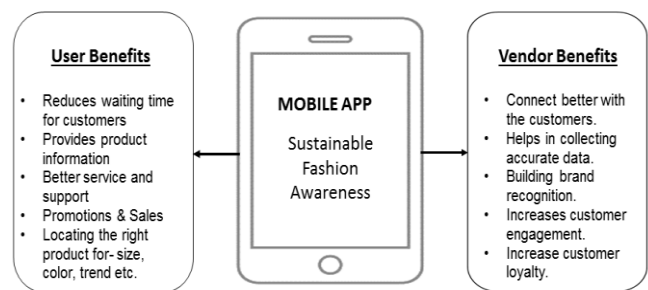 User Benefits
• Reduces waiting time
for customers
• Provides product
information
• Better service and
support
• Promotions & Sales
• Locating the right
product for- size,
color, trend etc.
MOBILE APP
Sustainable
Fashion
Awareness
Vendor Benefits
• Connect better with
the customers.
• Helps in collecting
accurate data.
• Building brand
recognition.
• Increases customer
engagement.
• Increase customer
loyalty.